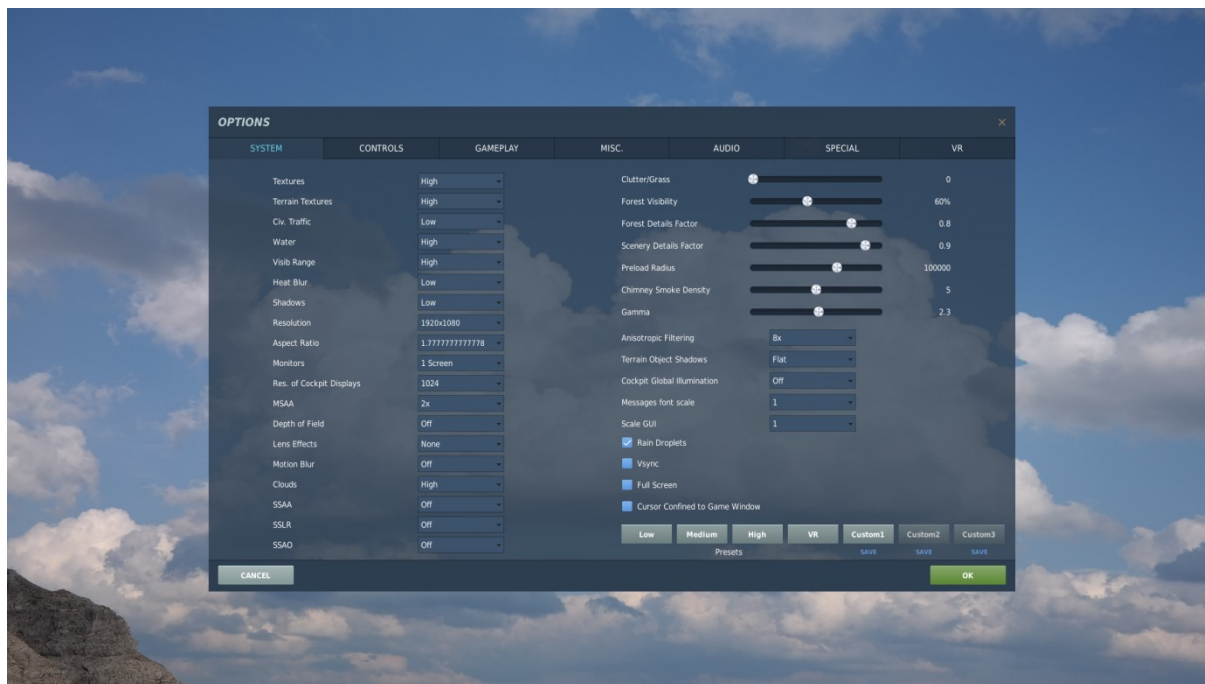 OPTIONS
SYSTEM CONTROLS GAMEPLAY MISC. AUDIO SPECIAL VR
Textures High
Terrain Textures High
Civ. Traffic Low
Water High
Visib Range High
Heat Blur Low
Shadows Low
Resolution 1920x1080
Aspect Ratio 1.7777777777778
Monitors 1 Screen
Res. of Cockpit Displays 1024
MSAA 2x
Depth of Field Off
Lens Effects None
Motion Blur Off
Clouds High
SSAA Off
SSLR Off
SSAO Off
Clutter/Grass 0
Forest Visibility 60%
Forest Details Factor 0.8
Scenery Details Factor 0.9
Preload Radius 100000
Chimney Smoke Density 5
Gamma 2.3
Anisotropic Filtering 8x
Terrain Object Shadows Flat
Cockpit Global Illumination Off
Messages font scale 1
Scale GUI 1
Rain Droplets
Vsync
Full Screen
Cursor Confined to Game Window
Low Medium High VR Custom1 Custom2 Custom3
Presets SAVE SAVE SAVE
CANCEL OK